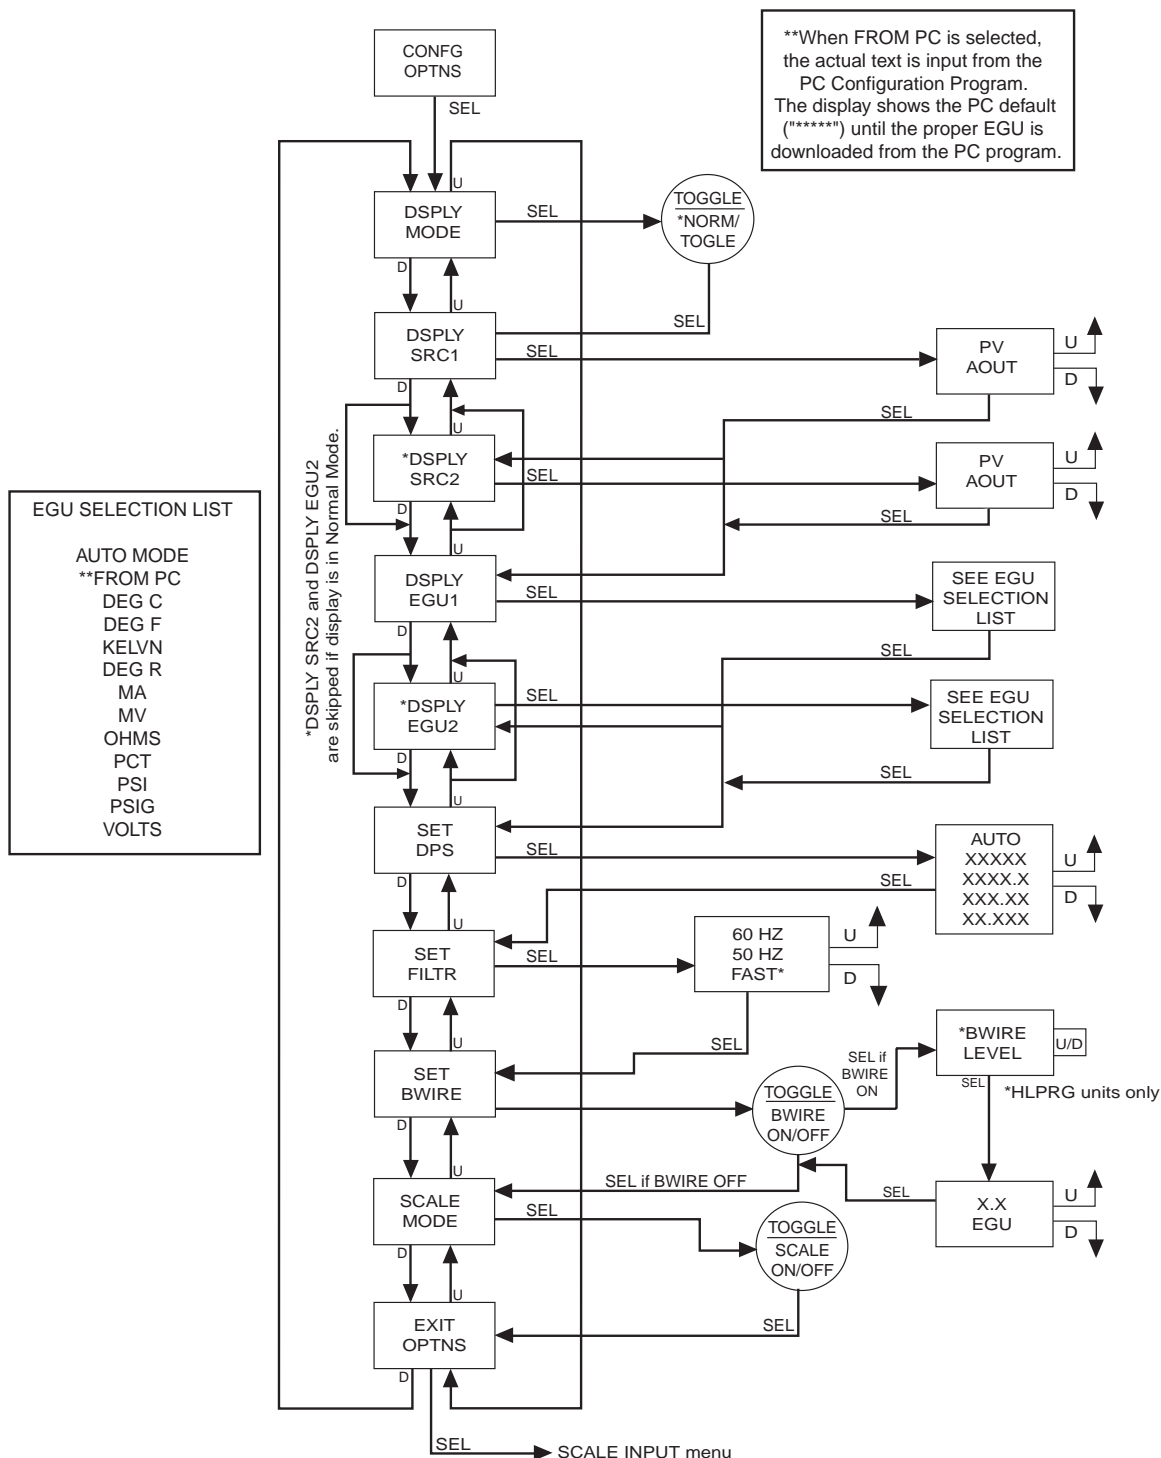 CONFG
OPTNS
SEL
**When FROM PC is selected,
the actual text is input from the
PC Configuration Program.
The display shows the PC default
("*****") until the proper EGU is
downloaded from the PC program.
U
DSPLY
MODE
SEL
TOGGLE
*NORM/
TOGLE
D
U
SEL
DSPLY
SRC1
SEL
PV
AOUT
U
D
D
U
SEL
*DSPLY
SRC2
SEL
PV
AOUT
U
D
D
U
SEL
*DSPLY SRC2 and DSPLY EGU2
are skipped if display is in Normal Mode.
EGU SELECTION LIST
AUTO MODE
**FROM PC
DEG C
DEG F
KELVN
DEG R
MA
MV
OHMS
PCT
PSI
PSIG
VOLTS
DSPLY
EGU1
SEL
SEE EGU
SELECTION
LIST
D
U
SEL
*DSPLY
EGU2
SEL
SEE EGU
SELECTION
LIST
D
U
SEL
SET
DPS
SEL
AUTO
XXXXX
XXXX.X
XXX.XX
XX.XXX
U
D
D
U
SEL
SET
FILTR
SEL
60 HZ
50 HZ
FAST*
U
D
D
U
SEL
SET
BWIRE
TOGGLE
BWIRE
ON/OFF
SEL if
BWIRE
ON
*BWIRE
LEVEL
U/D
SEL
*HLPRG units only
D
U
SEL if BWIRE OFF
SEL
X.X
EGU
U
D
SCALE
MODE
SEL
TOGGLE
SCALE
ON/OFF
D
U
SEL
EXIT
OPTNS
D
SEL
SCALE INPUT menu